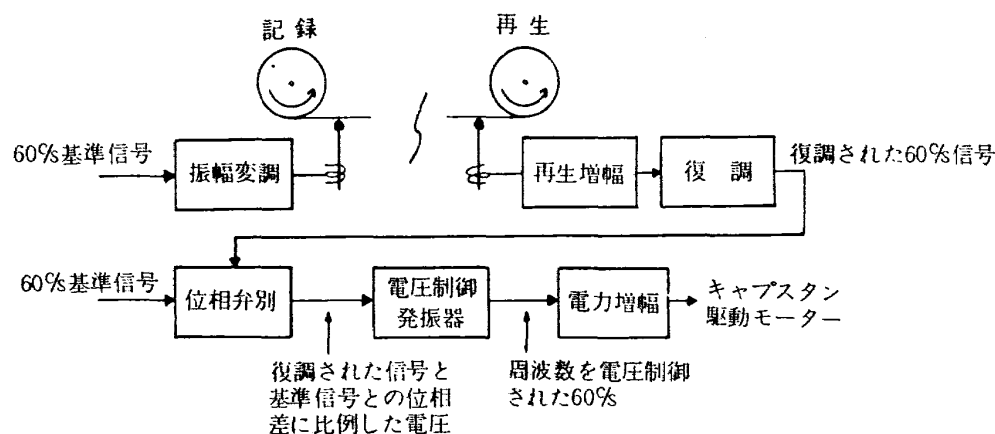 記録
再生
60%基準信号
振幅変調
再生増幅
復調
復調された60%信号
60%基準信号
位相弁別
電圧制御
発振器
電力増幅
キャプスタン
駆動モーター
復調された信号と
基準信号との位相
差に比例した電圧
周波数を電圧制御
された60%